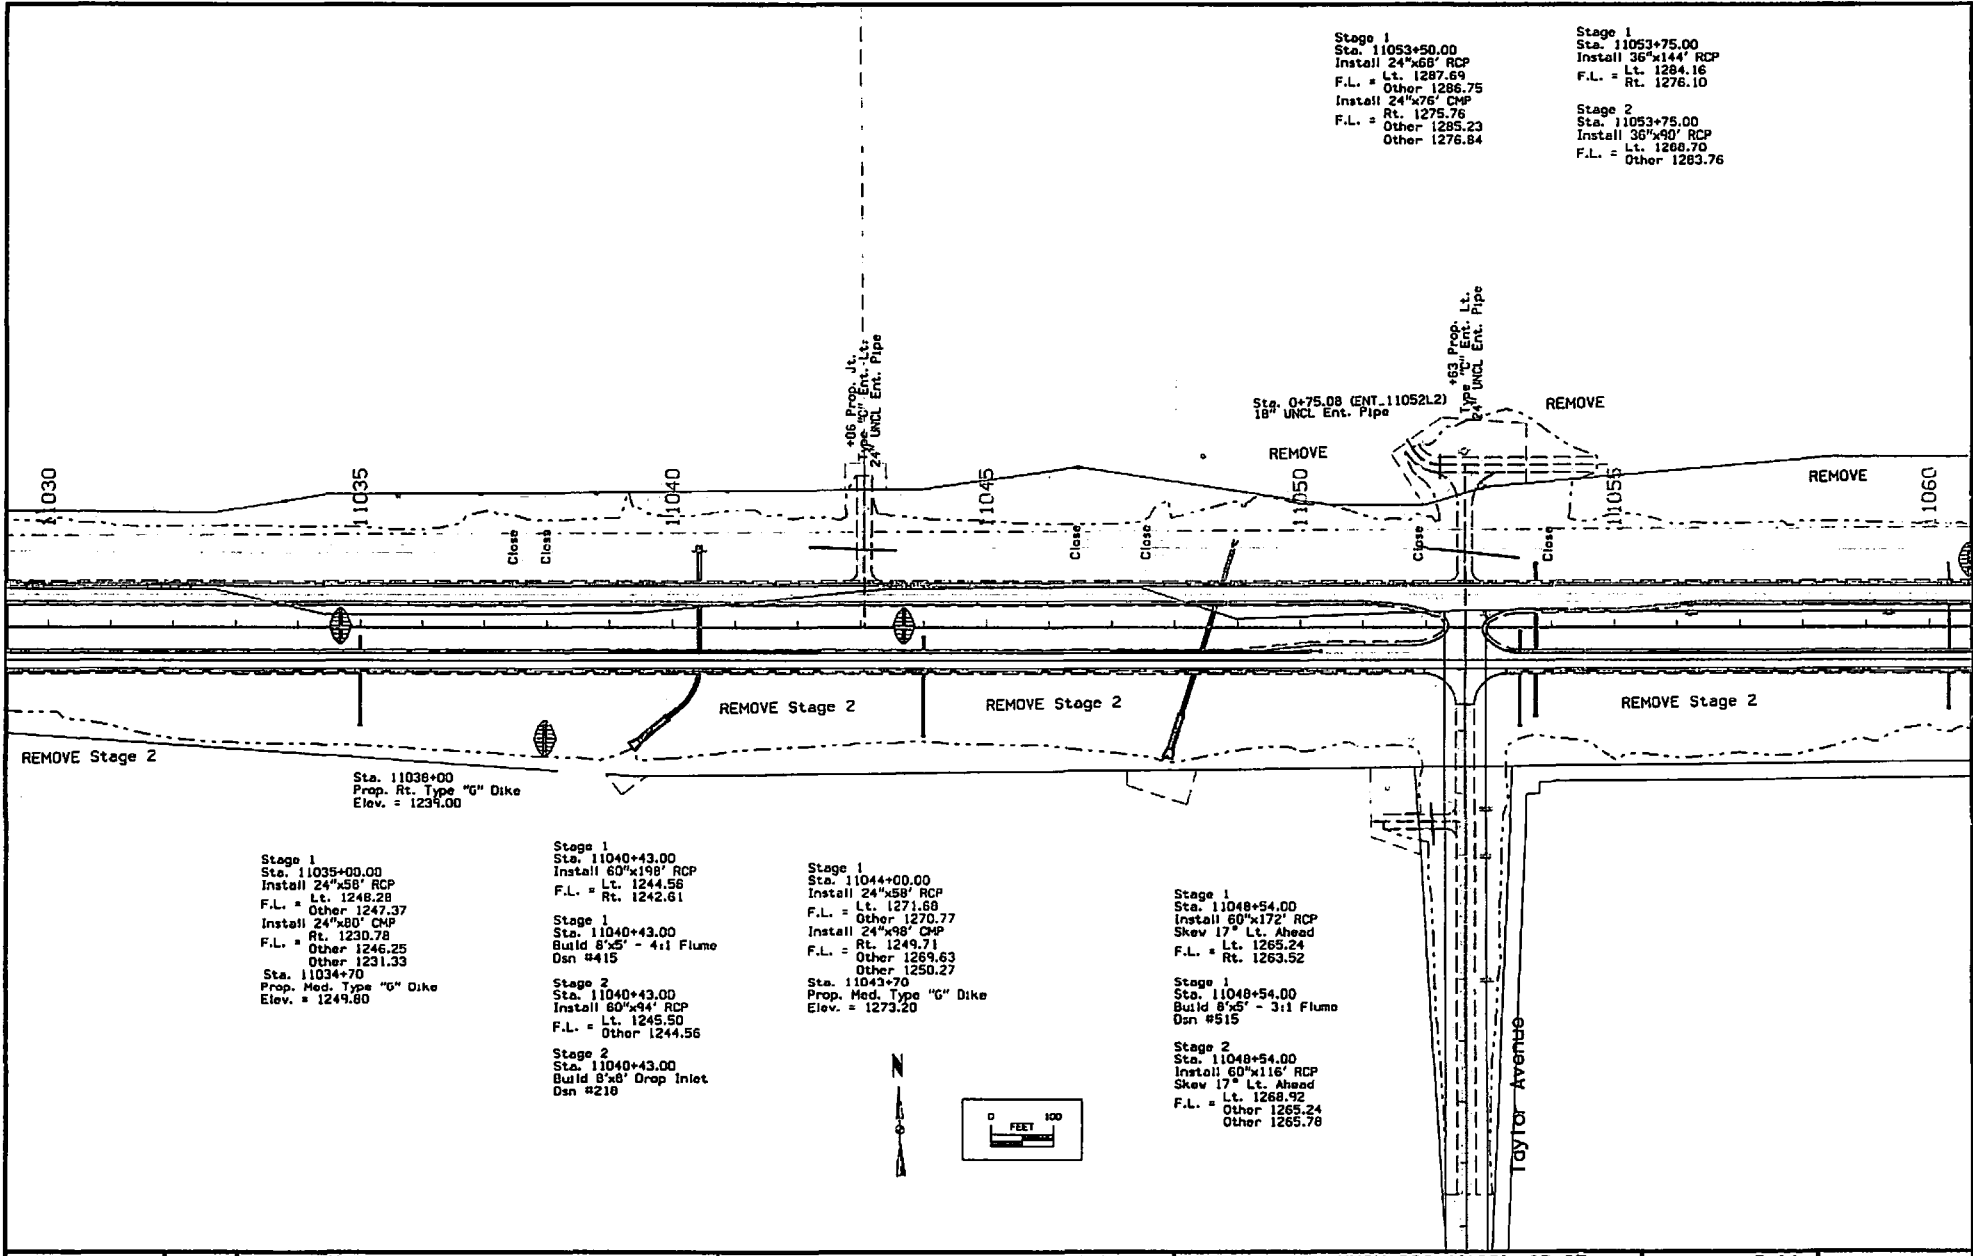 Stage 1
Sta. 11053+50.00
Install 24"x68' RCP
F.L. = Lt. 1287.69
Other 1286.75
Install 24"x76' CMP
F.L. = Rt. 1275.76
Other 1285.23
Other 1276.84
Stage 1
Sta. 11053+75.00
Install 36"x144' RCP
F.L. = Lt. 1284.16
Rt. 1276.10
Stage 2
Sta. 11053+75.00
Install 36"x90' RCP
F.L. = Lt. 1288.70
Other 1283.76
+06 Prop. Jt.
Type "C" Ent. Lt.
24" UNCL Ent. Pipe
+63 Prop.
Type "C" Ent. Lt.
24" UNCL Ent. Pipe
Sta. 0+75.08 (ENT_11052L2)
18" UNCL Ent. Pipe
REMOVE
REMOVE
REMOVE
11030
11035
11040
11045
11050
11055
11060
Close
Close
Close
Close
Close
Close
REMOVE Stage 2
REMOVE Stage 2
REMOVE Stage 2
REMOVE Stage 2
Sta. 11038+00
Prop. Rt. Type "G" Dike
Elev. = 1239.00
Stage 1
Sta. 11035+00.00
Install 24"x58' RCP
F.L. = Lt. 1248.28
Other 1247.37
Install 24"x80' CMP
F.L. = Rt. 1230.78
Other 1246.25
Other 1231.33
Sta. 11034+70
Prop. Med. Type "G" Dike
Elev. = 1249.80
Stage 1
Sta. 11040+43.00
Install 60"x198' RCP
F.L. = Lt. 1244.56
Rt. 1242.61
Stage 1
Sta. 11040+43.00
Build 8'x5' - 4:1 Flume
Dsn #415
Stage 2
Sta. 11040+43.00
Install 60"x94' RCP
F.L. = Lt. 1245.50
Other 1244.56
Stage 2
Sta. 11040+43.00
Build 8'x8' Drop Inlet
Dsn #218
Stage 1
Sta. 11044+00.00
Install 24"x58' RCP
F.L. = Lt. 1271.68
Other 1270.77
Install 24"x98' CMP
F.L. = Rt. 1249.71
Other 1269.63
Other 1250.27
Sta. 11043+70
Prop. Med. Type "G" Dike
Elev. = 1273.20
Stage 1
Sta. 11048+54.00
Install 60"x172' RCP
Skew 17° Lt. Ahead
F.L. = Lt. 1265.24
Rt. 1263.52
Stage 1
Sta. 11048+54.00
Build 8'x5' - 3:1 Flume
Dsn #515
Stage 2
Sta. 11048+54.00
Install 60"x116' RCP
Skew 17° Lt. Ahead
F.L. = Lt. 1268.92
Other 1265.24
Other 1265.78
N
0 100
FEET
Taylor Avenue